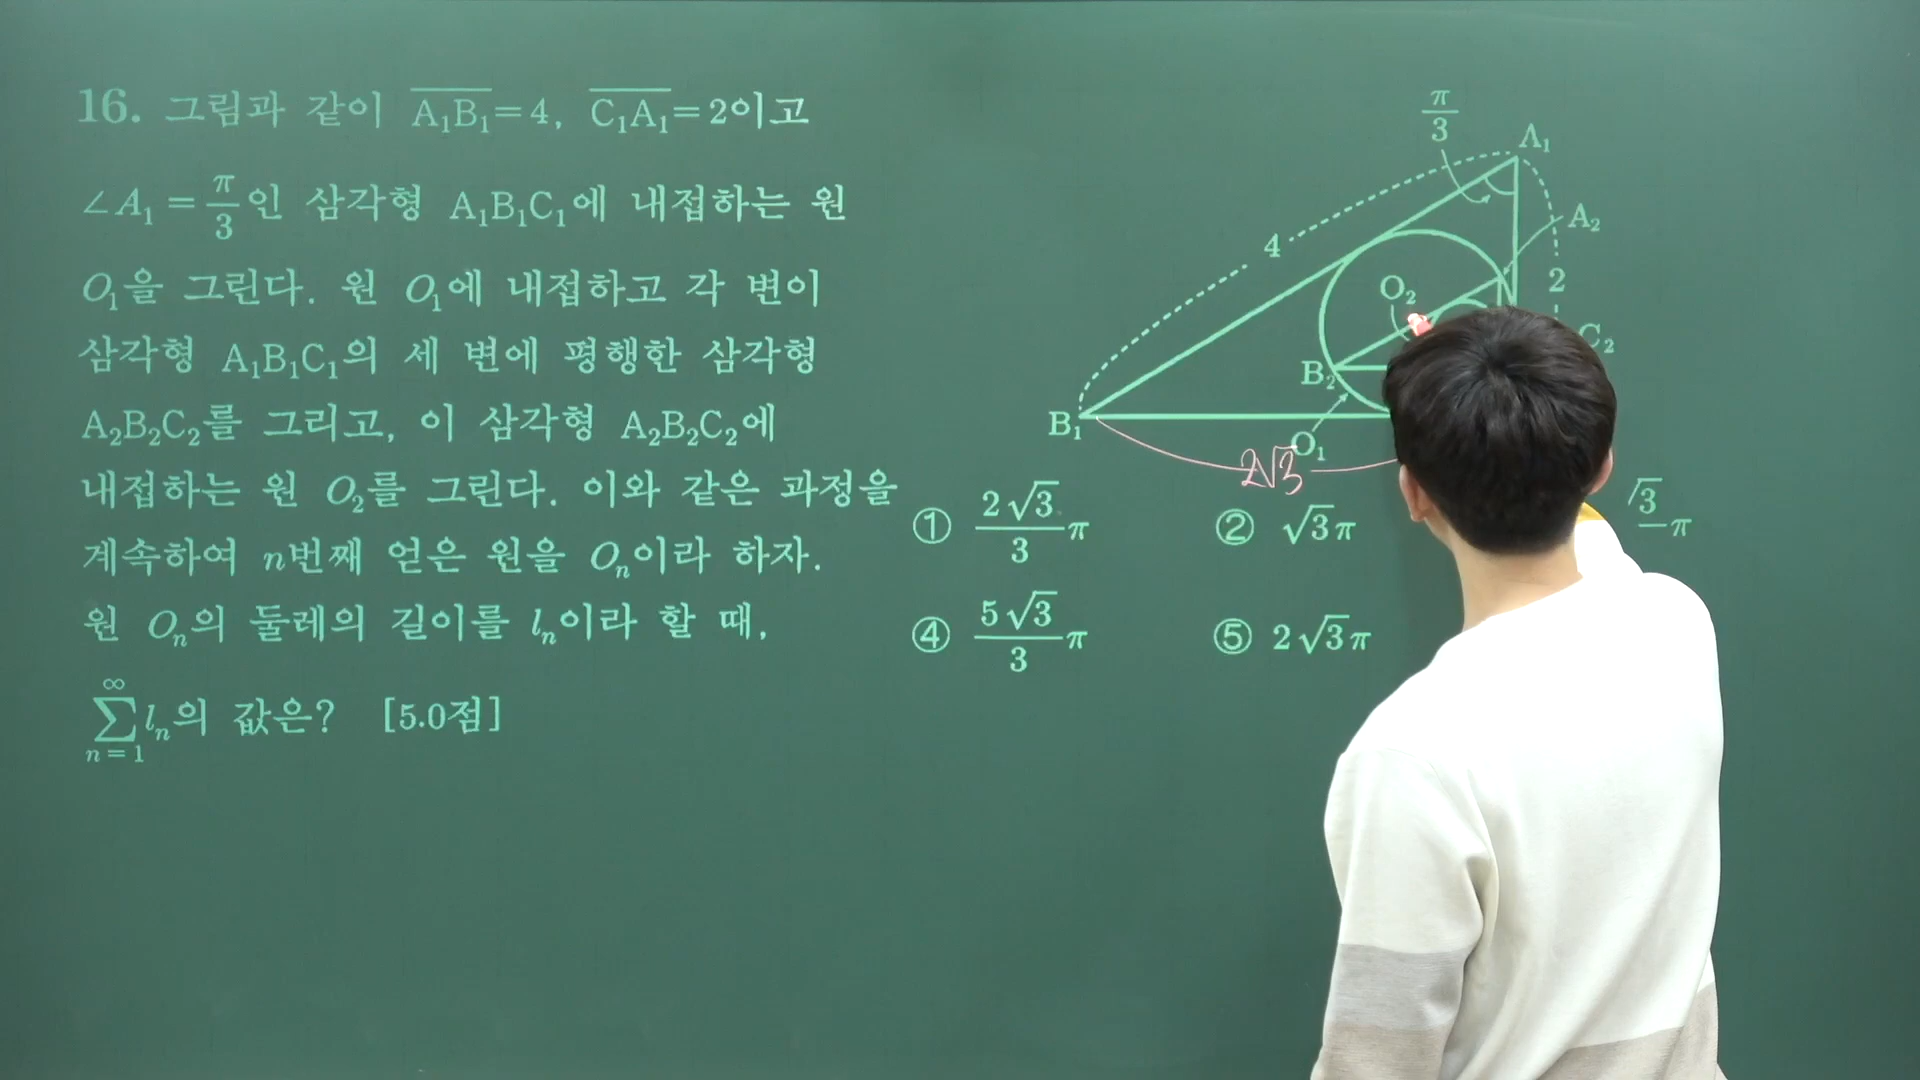 16. 그림과 같이 A₁B₁=4, C₁A₁=2이고
∠A₁=π/3인 삼각형 A₁B₁C₁에 내접하는 원
O₁을 그린다. 원 O₁에 내접하고 각 변이
삼각형 A₁B₁C₁의 세 변에 평행한 삼각형
A₂B₂C₂를 그리고, 이 삼각형 A₂B₂C₂에
내접하는 원 O₂를 그린다. 이와 같은 과정을
계속하여 n번째 얻은 원을 Oₙ이라 하자.
원 Oₙ의 둘레의 길이를 lₙ이라 할 때,
∞
∑ lₙ의 값은? [5.0점]
n=1
π/3
A₁
A₂
4
O₂
2
C₂
B₂
B₁
O₁
2√3
① 2√3/3 π ② √3π √3 π
④ 5√3/3 π ⑤ 2√3π